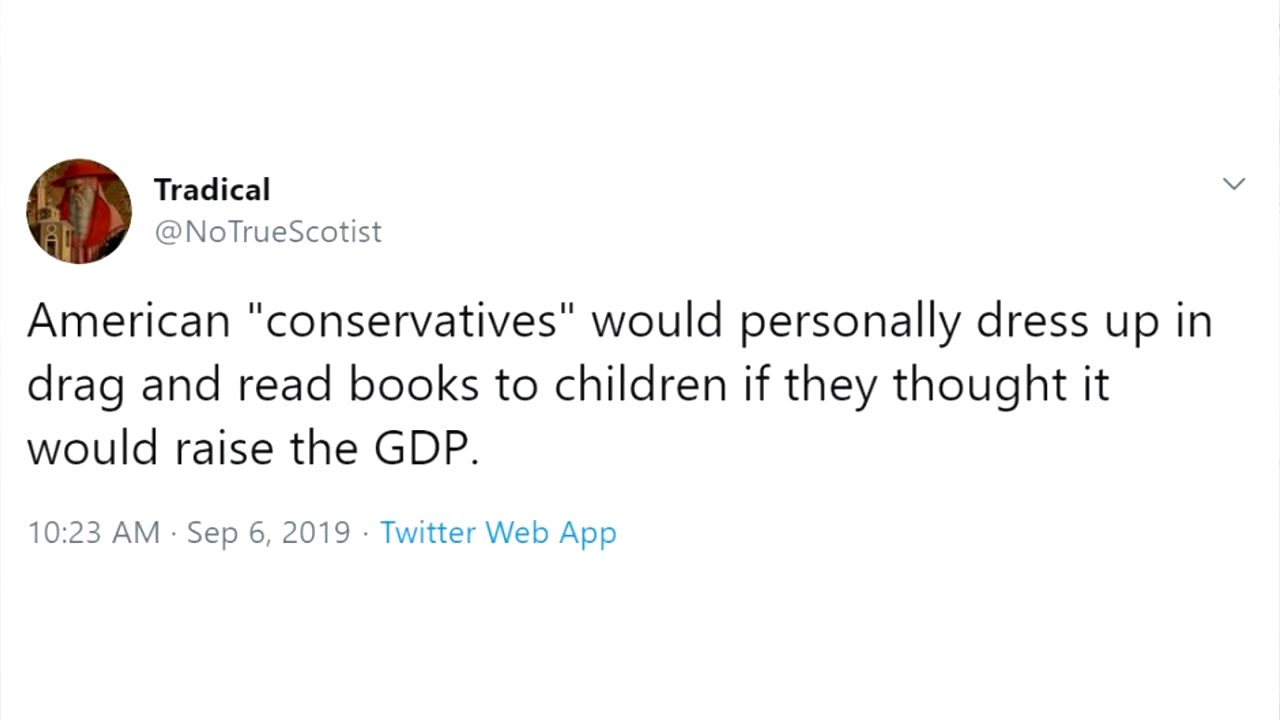 Tradical
@NoTrueScotist
American "conservatives" would personally dress up in
drag and read books to children if they thought it
would raise the GDP.
10:23 AM · Sep 6, 2019 · Twitter Web App